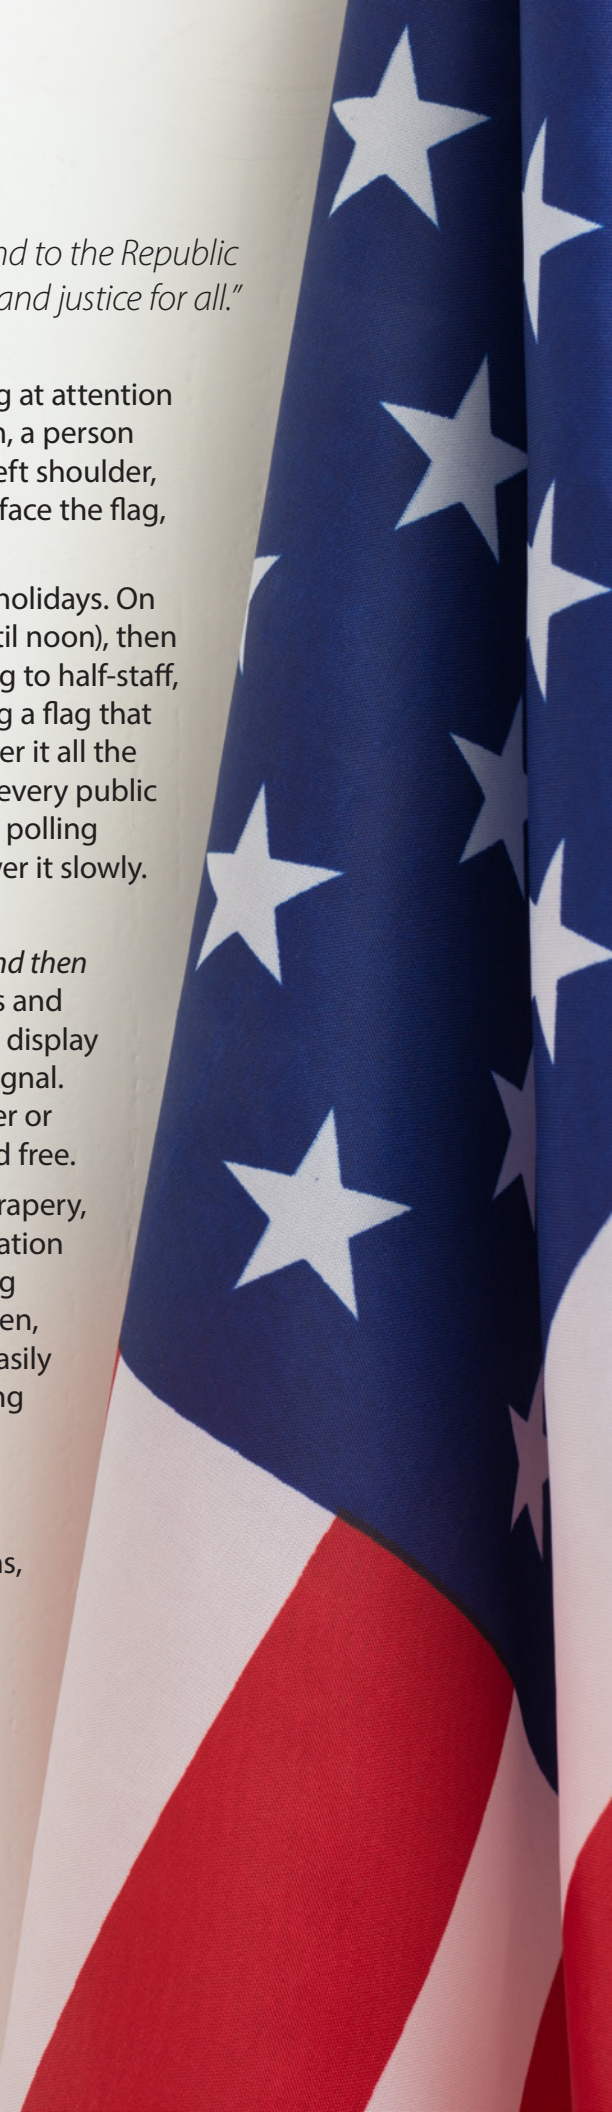 nd to the Republic
and justice for all.”
g at attention
n, a person
eft shoulder,
face the flag,
holidays. On
til noon), then
g to half-staff,
g a flag that
er it all the
every public
polling
ver it slowly.
nd then
s and
display
gnal.
er or
d free.
rapery,
ation
g
en,
asily
ng
ns,